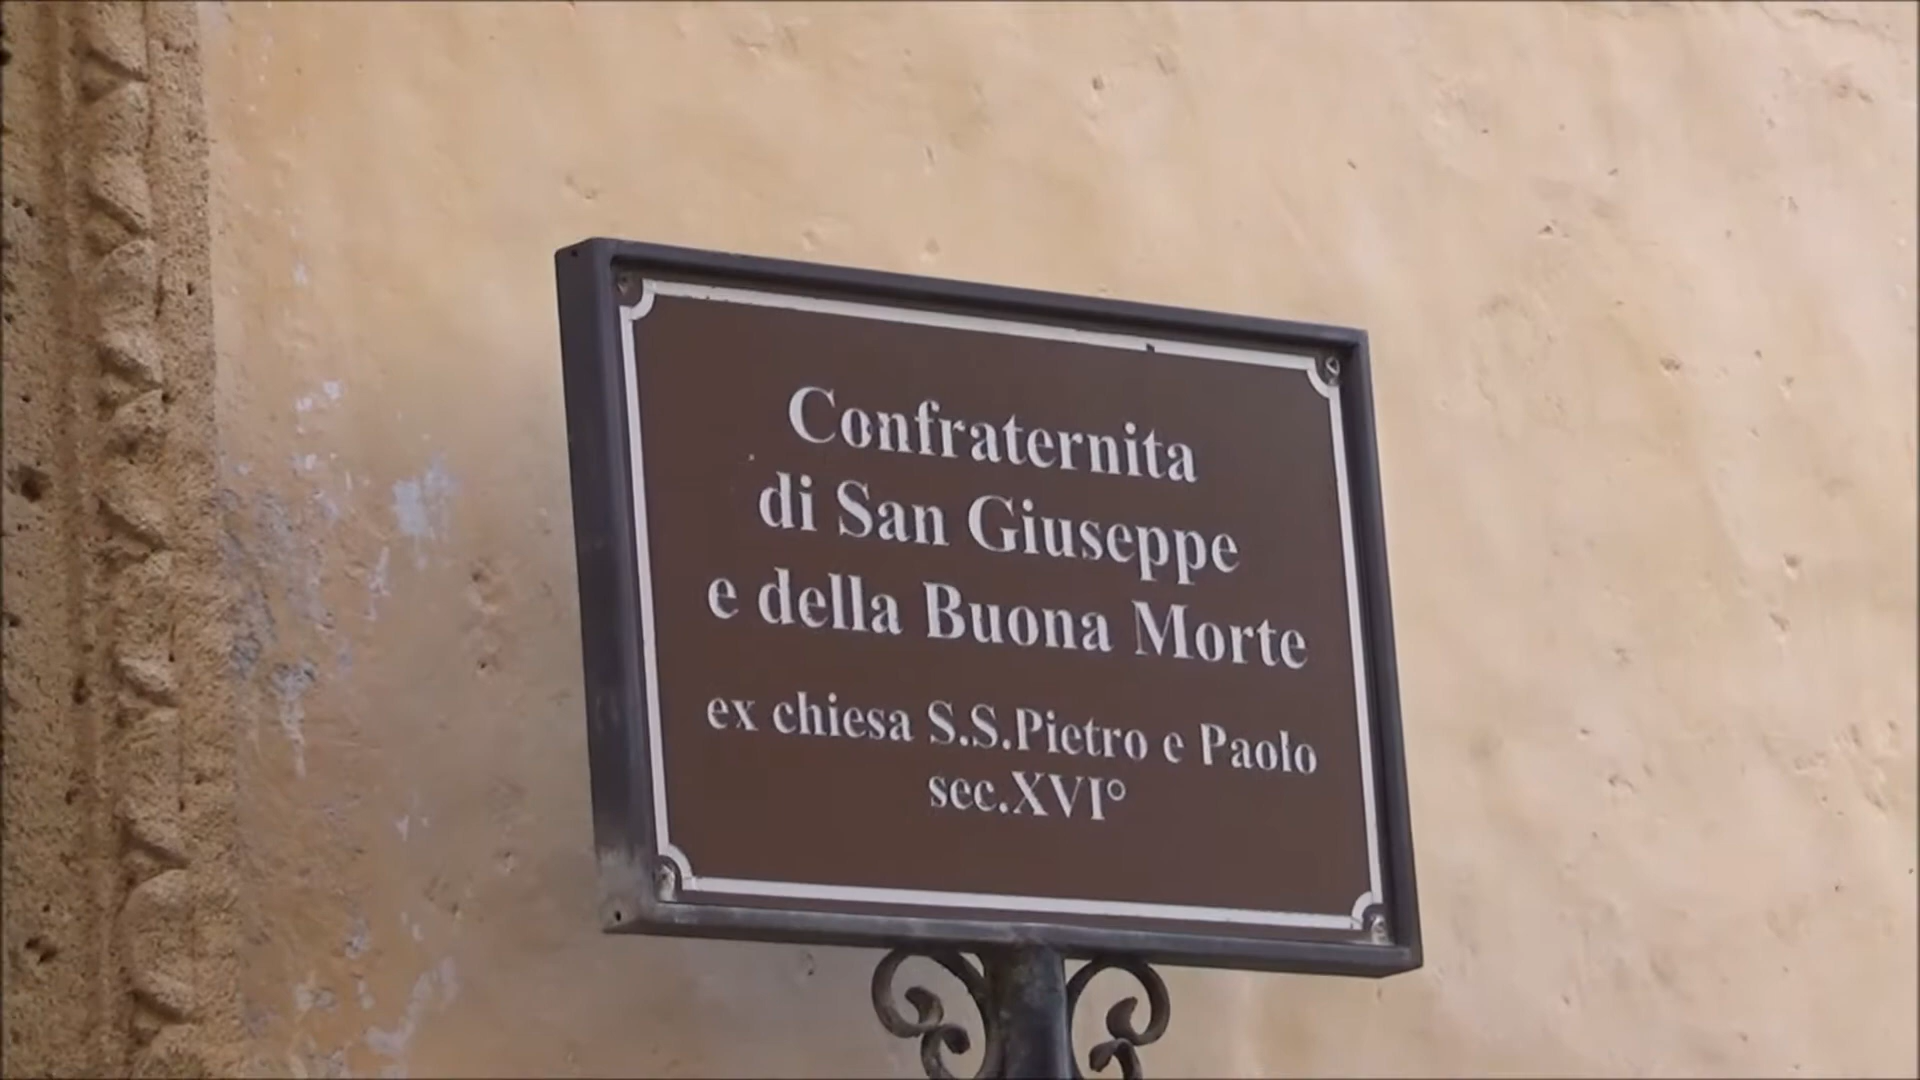 Confraternita
di San Giuseppe
e della Buona Morte
ex chiesa S.S.Pietro e Paolo
sec.XVI°